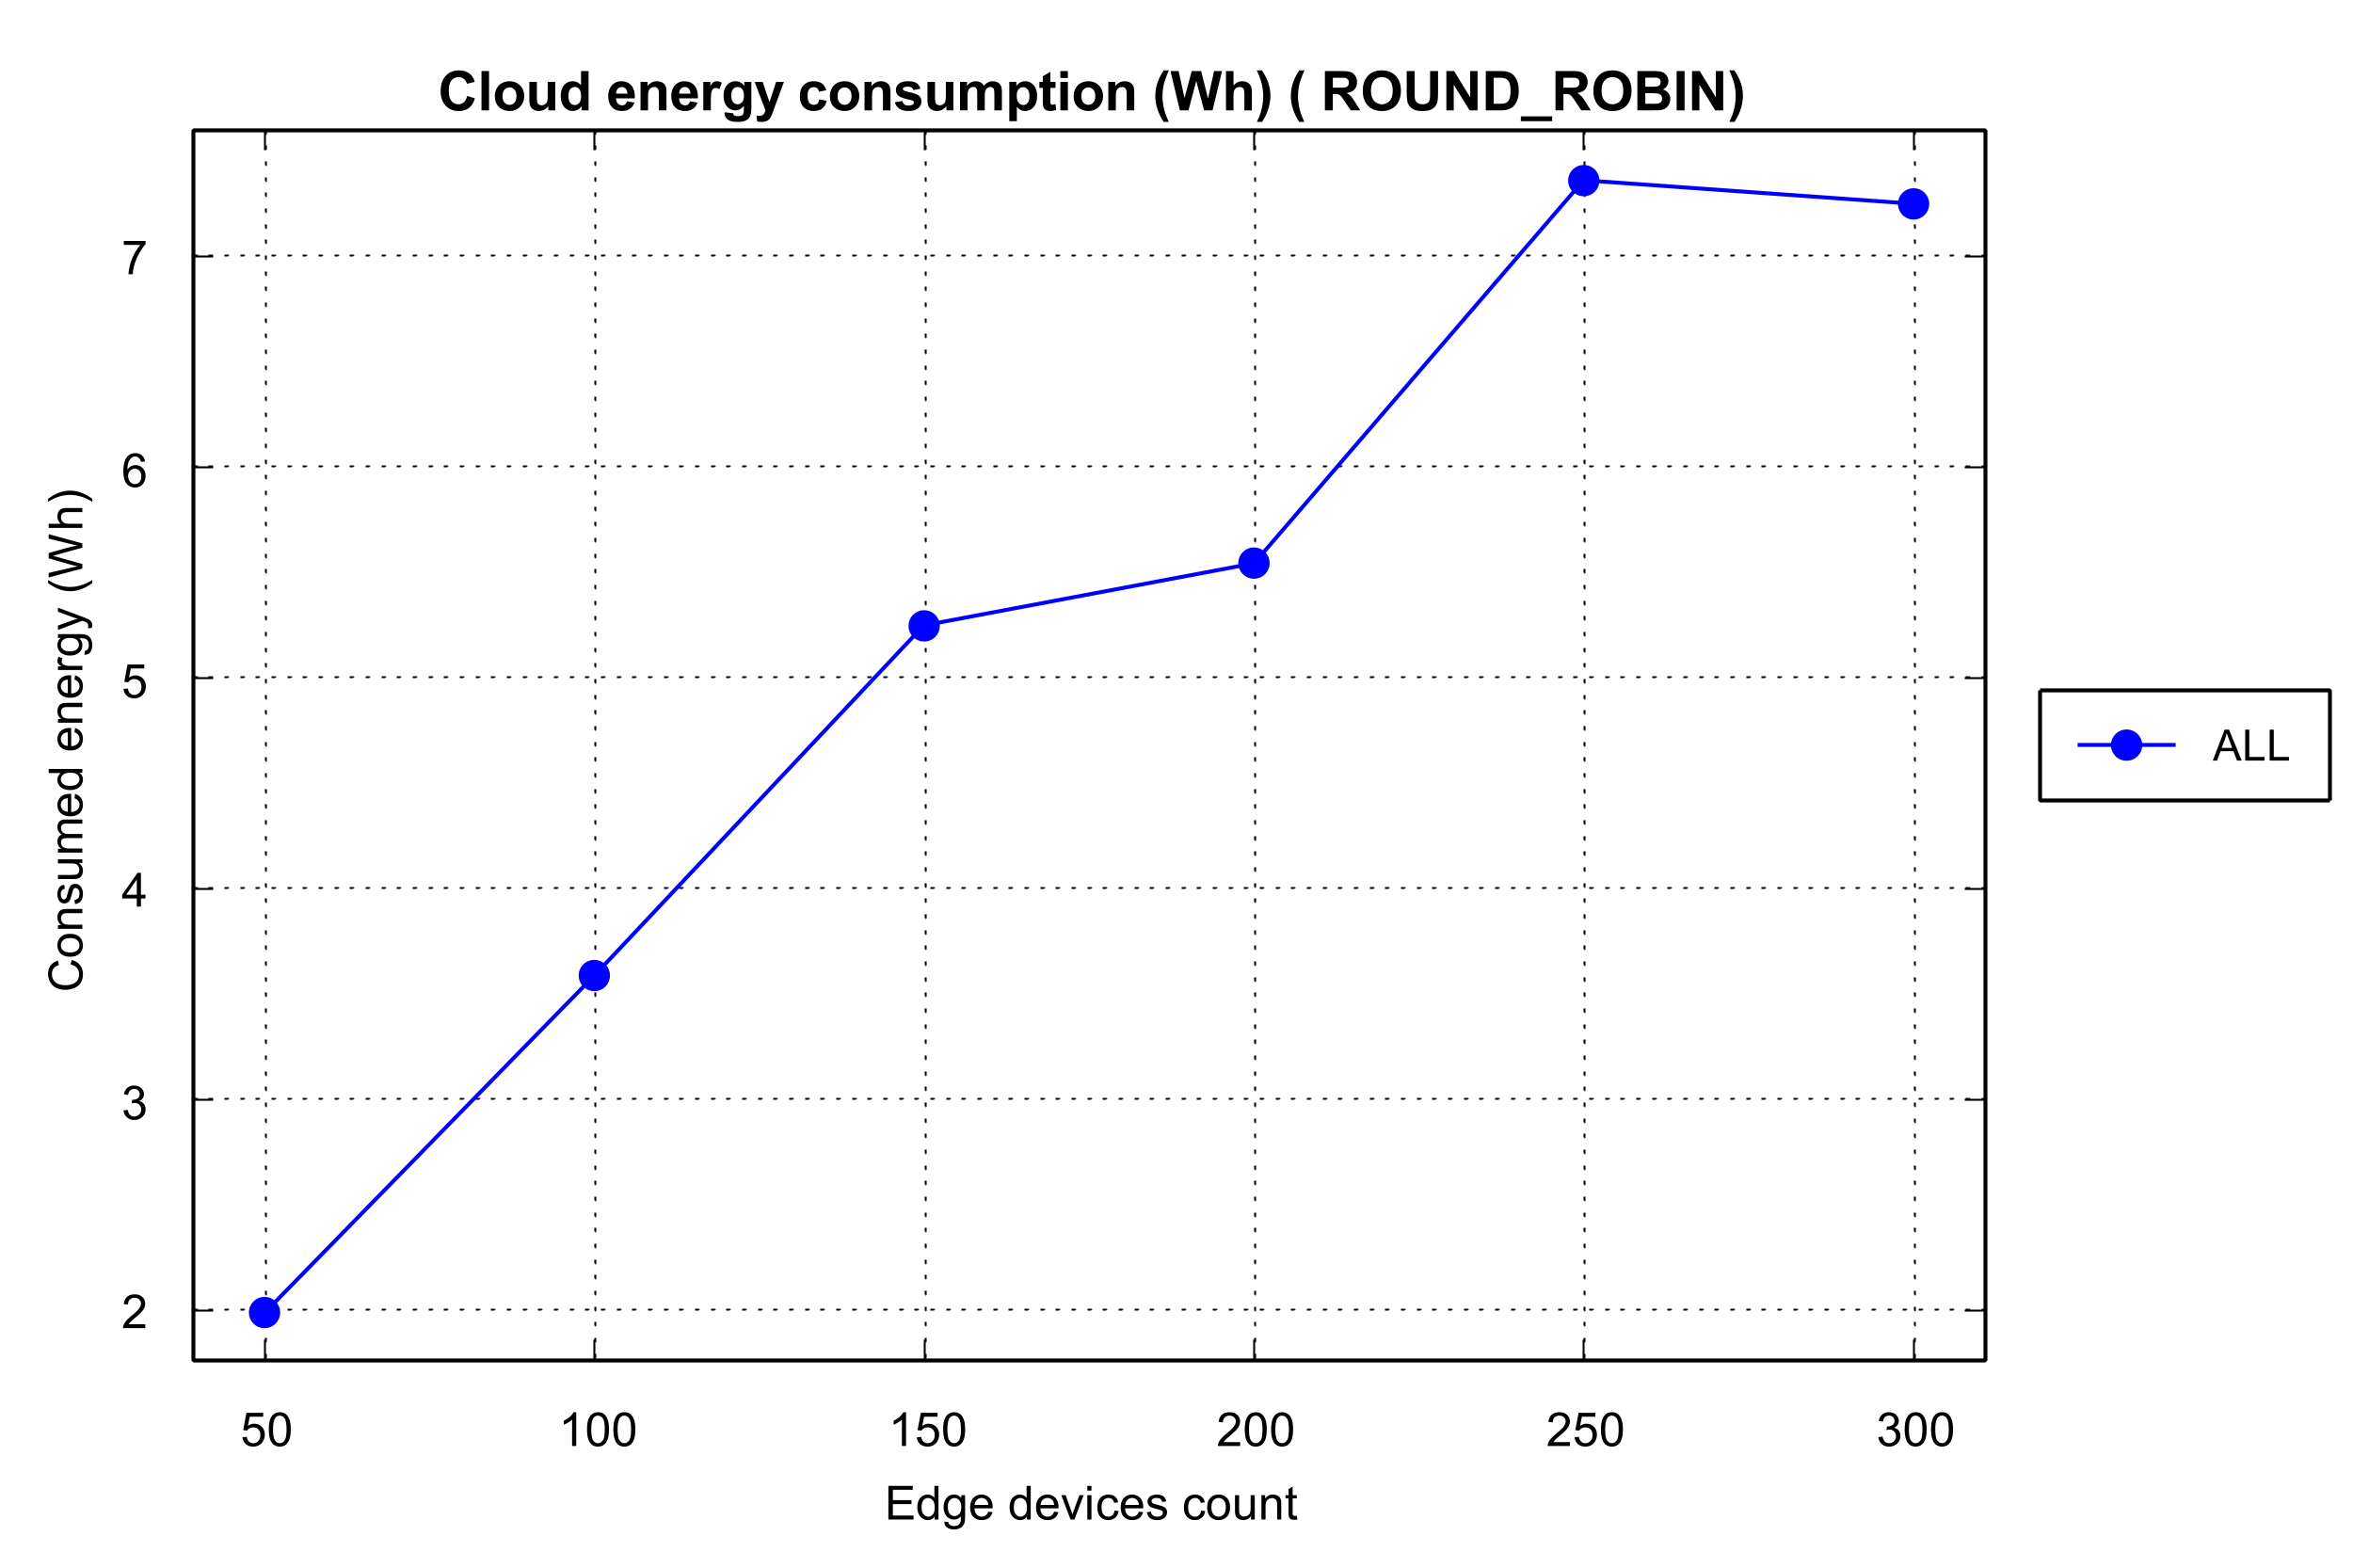 Cloud energy consumption (Wh) ( ROUND_ROBIN)
Consumed energy (Wh)
7
6
5
4
3
2
50 100 150 200 250 300
Edge devices count
ALL